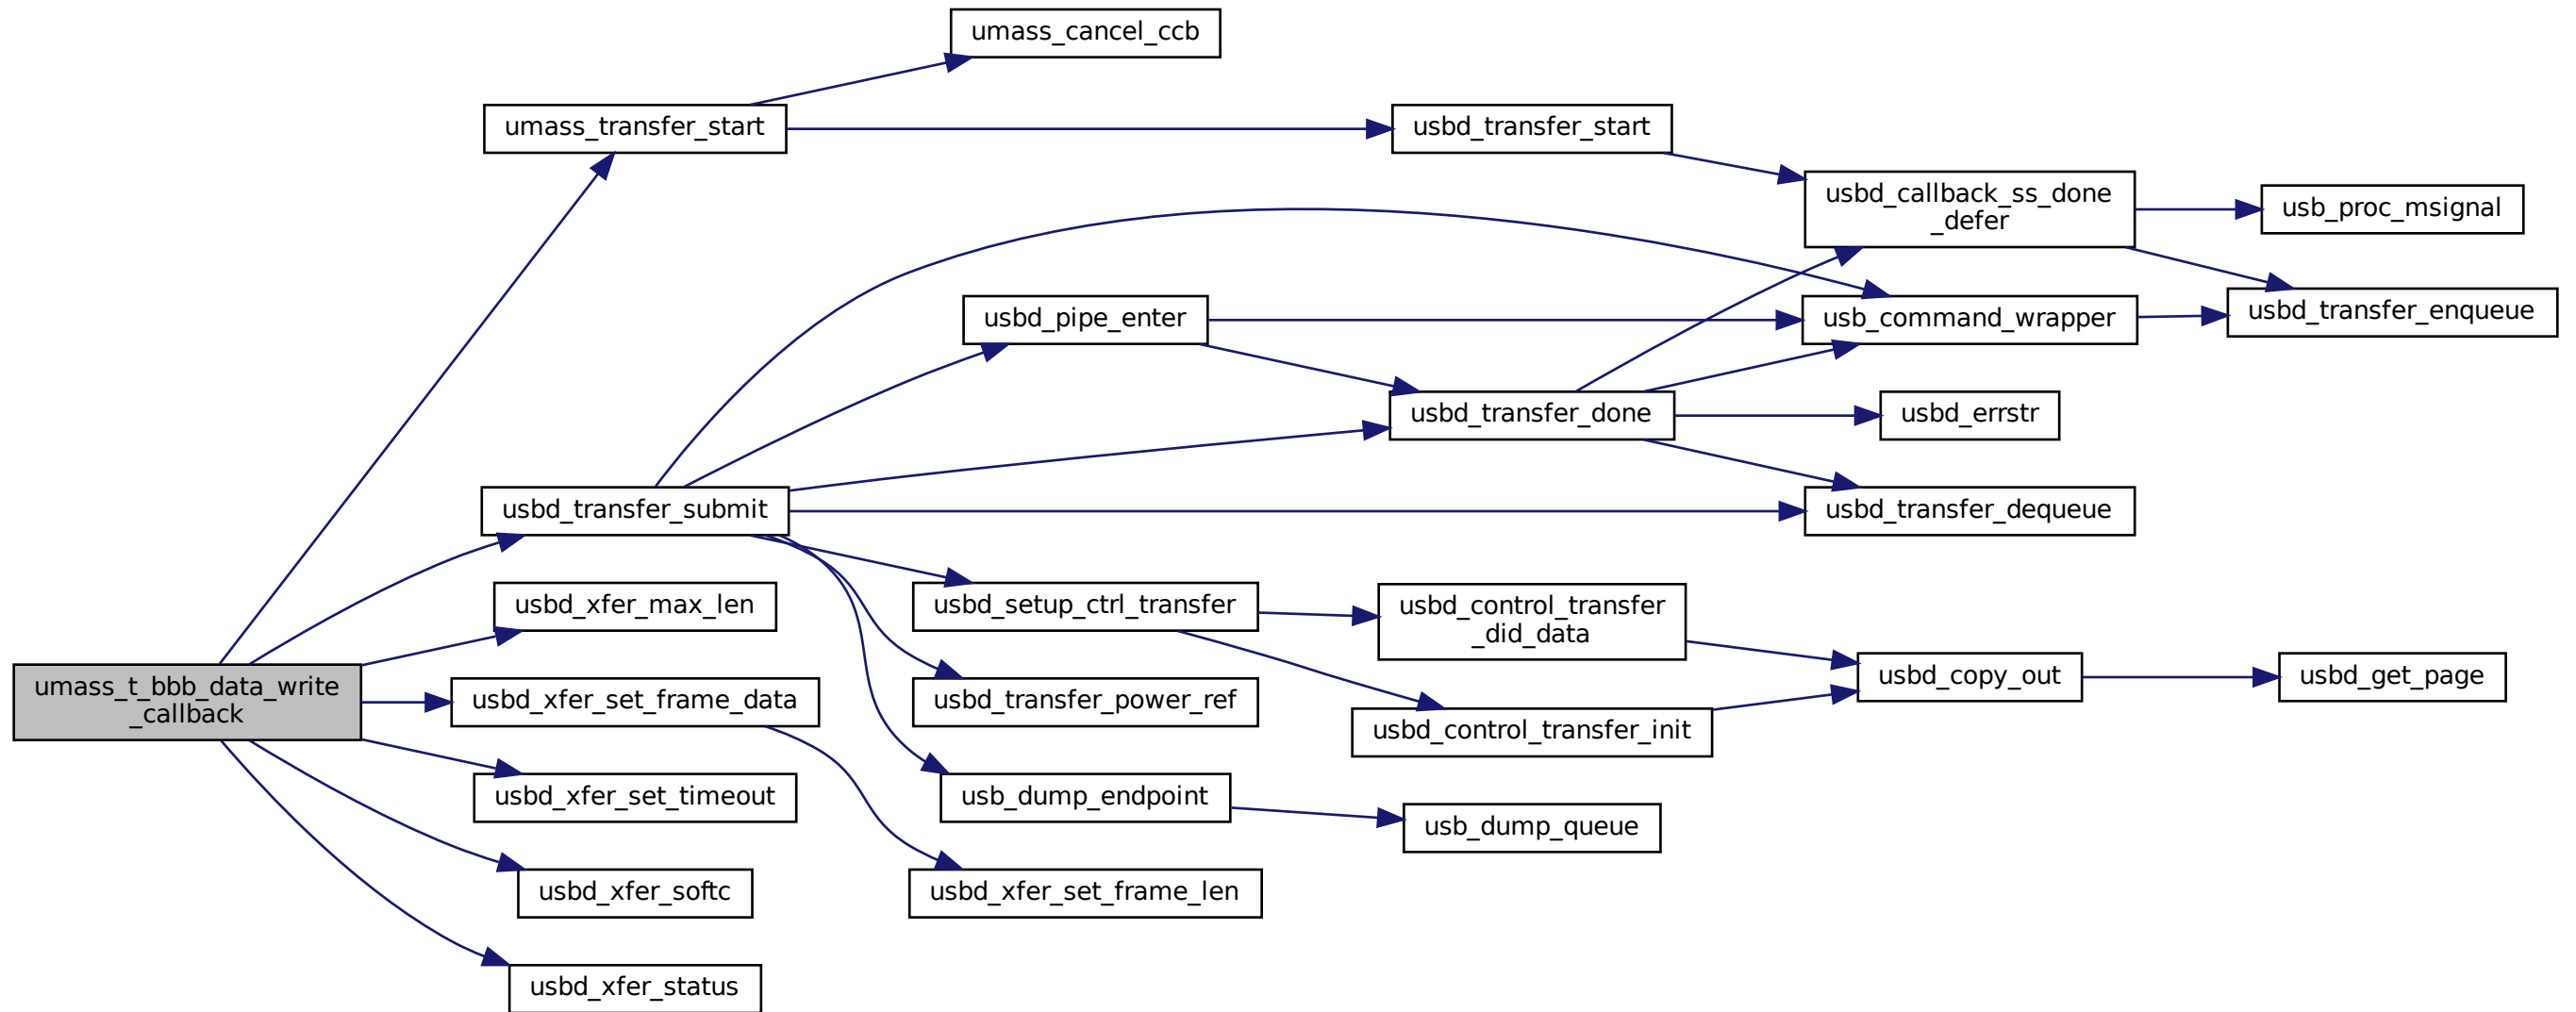 umass_cancel_ccb
umass_transfer_start
usbd_transfer_start
usbd_callback_ss_done
_defer
usb_proc_msignal
usbd_transfer_enqueue
usbd_pipe_enter
usb_command_wrapper
usbd_transfer_done
usbd_errstr
usbd_transfer_submit
usbd_transfer_dequeue
usbd_xfer_max_len
usbd_setup_ctrl_transfer
usbd_control_transfer
_did_data
umass_t_bbb_data_write
_callback
usbd_xfer_set_frame_data
usbd_transfer_power_ref
usbd_copy_out
usbd_get_page
usbd_control_transfer_init
usbd_xfer_set_timeout
usb_dump_endpoint
usb_dump_queue
usbd_xfer_softc
usbd_xfer_set_frame_len
usbd_xfer_status